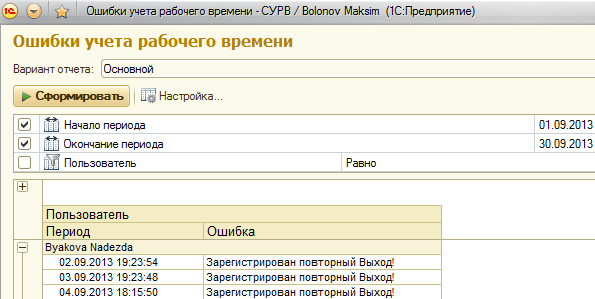 Ошибки учета рабочего времени - СУРВ / Bolonov Maksim (1С:Предприятие)
Ошибки учета рабочего времени
Вариант отчета: Основной
Сформировать Настройка...
Начало периода 01.09.2013
Окончание периода 30.09.2013
Пользователь Равно
Пользователь
Период Ошибка
Byakova Nadezda
02.09.2013 19:23:54 Зарегистрирован повторный Выход!
03.09.2013 19:23:48 Зарегистрирован повторный Выход!
04.09.2013 18:15:50 Зарегистрирован повторный Выход!